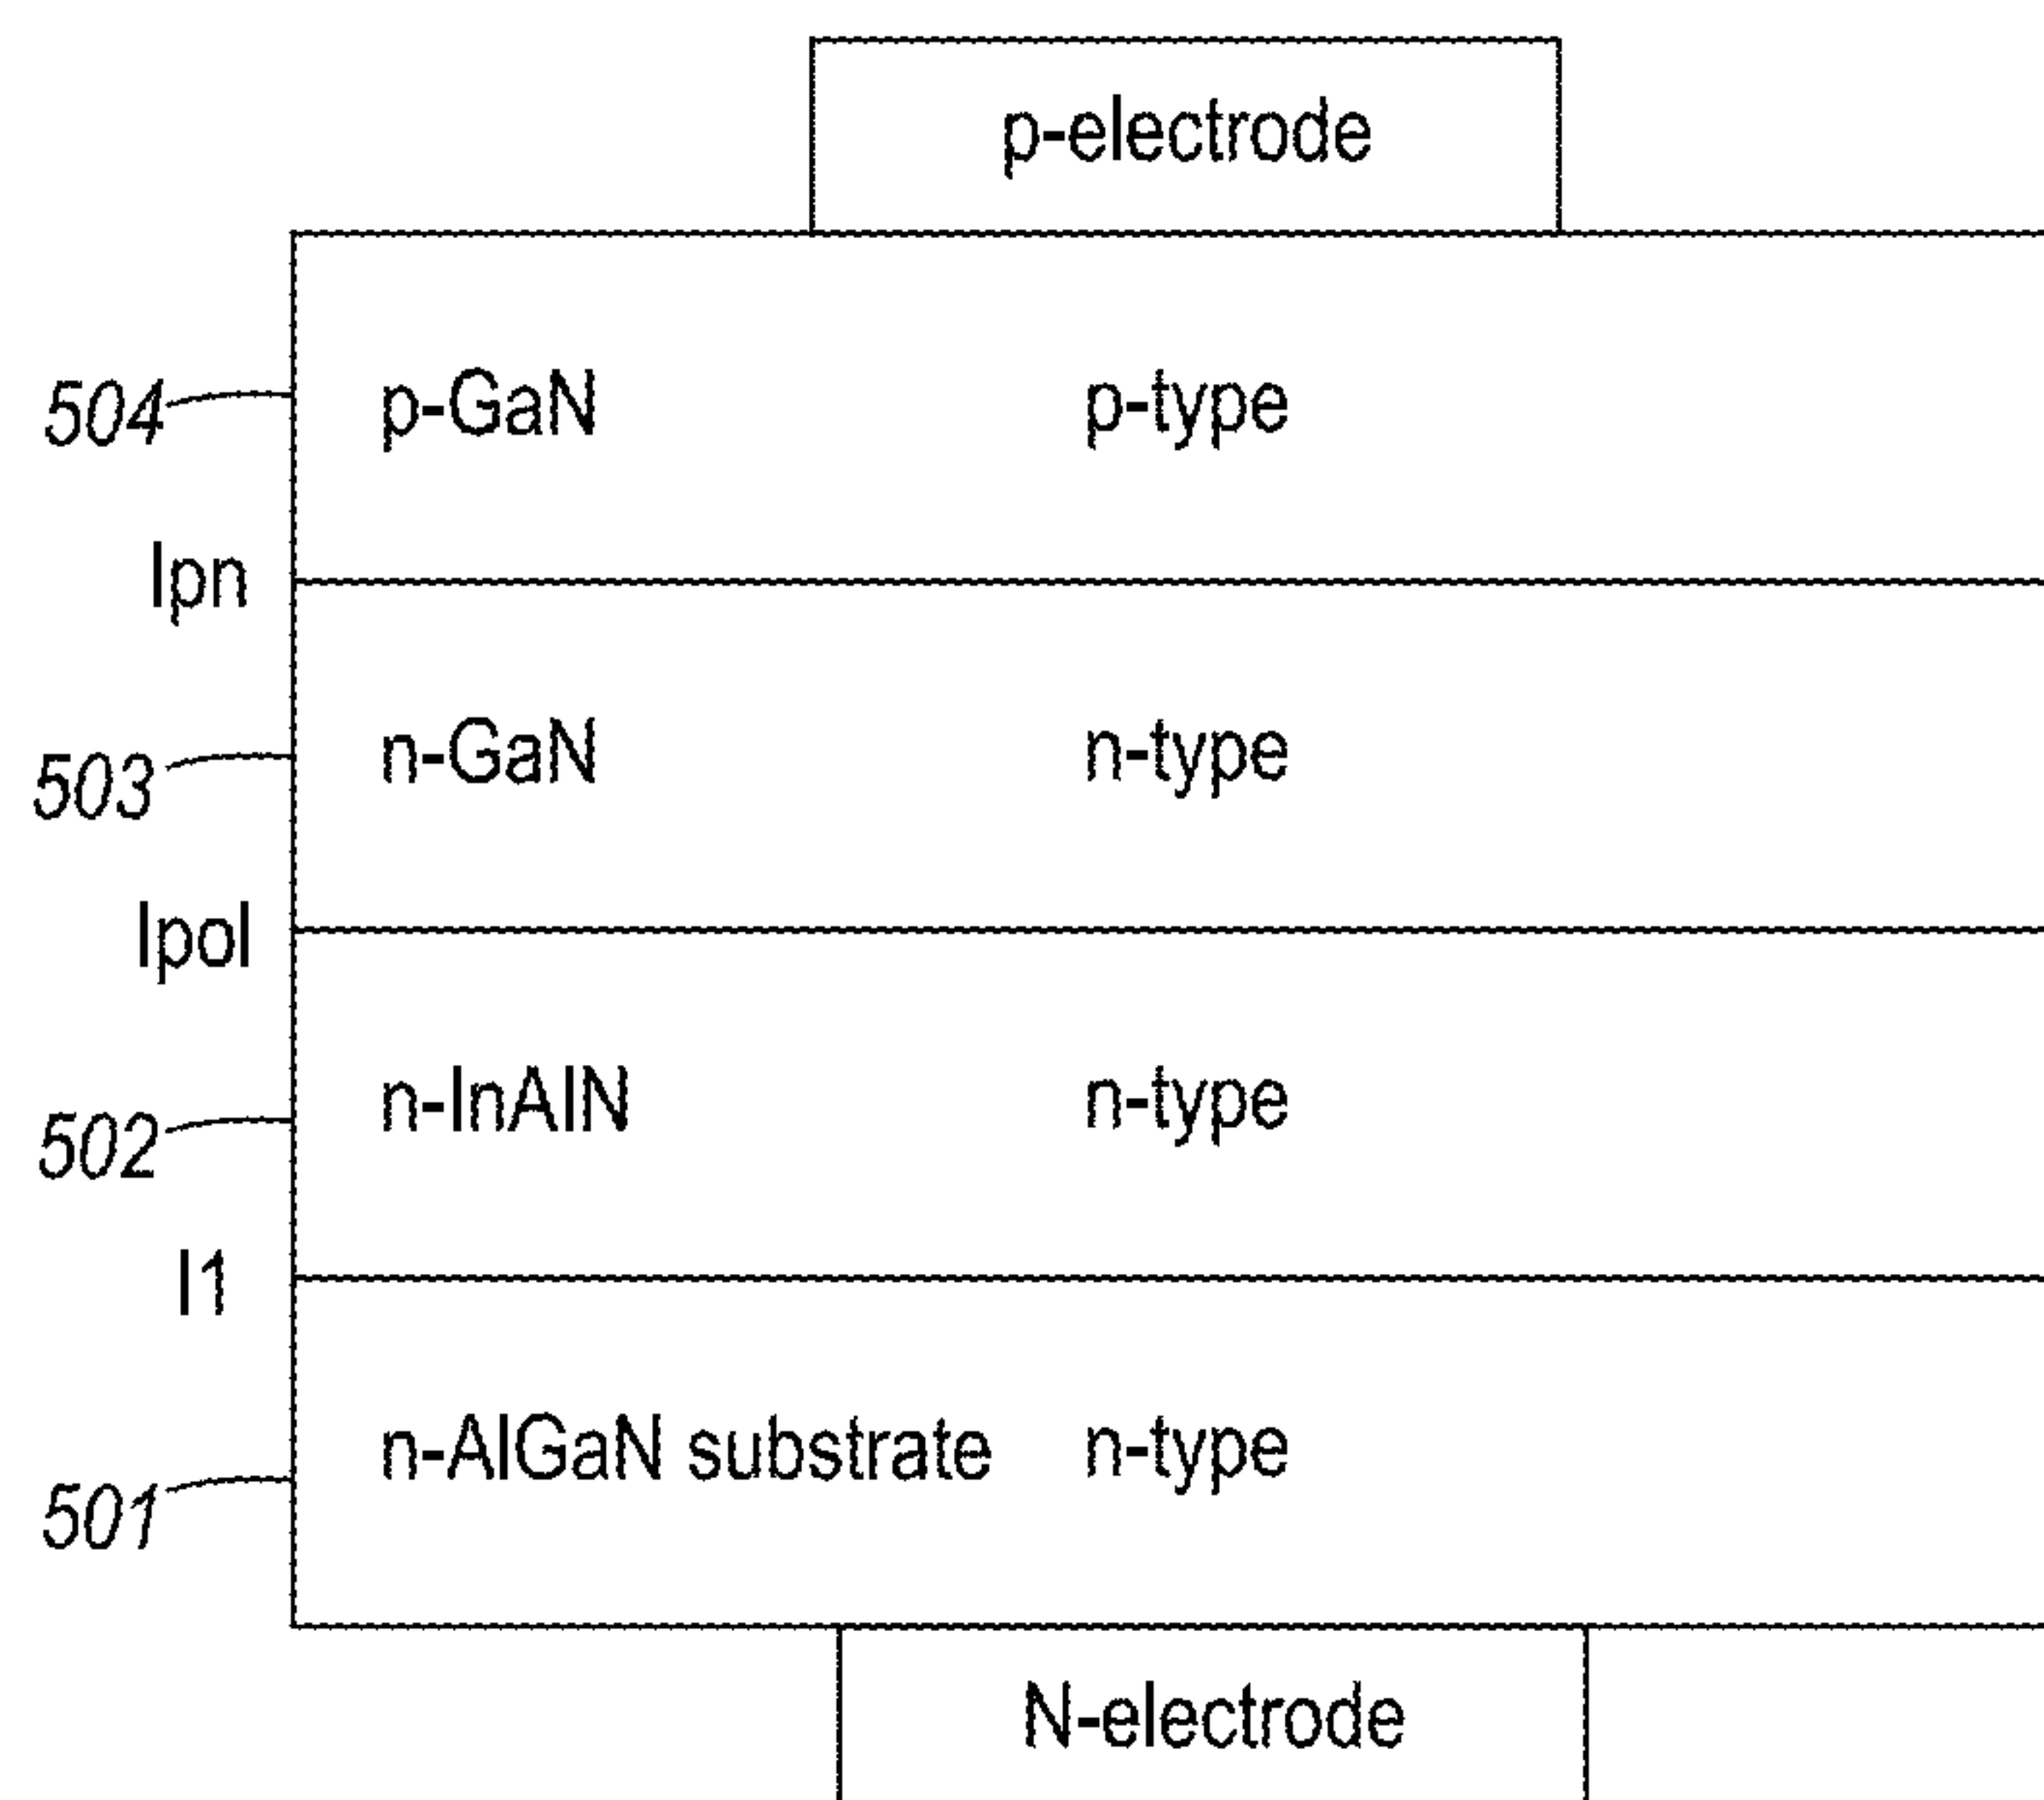 p-electrode
504 p-GaN p-type
Ipn
503 n-GaN n-type
Ipol
502 n-InAlN n-type
I1
501 n-AlGaN substrate n-type
N-electrode